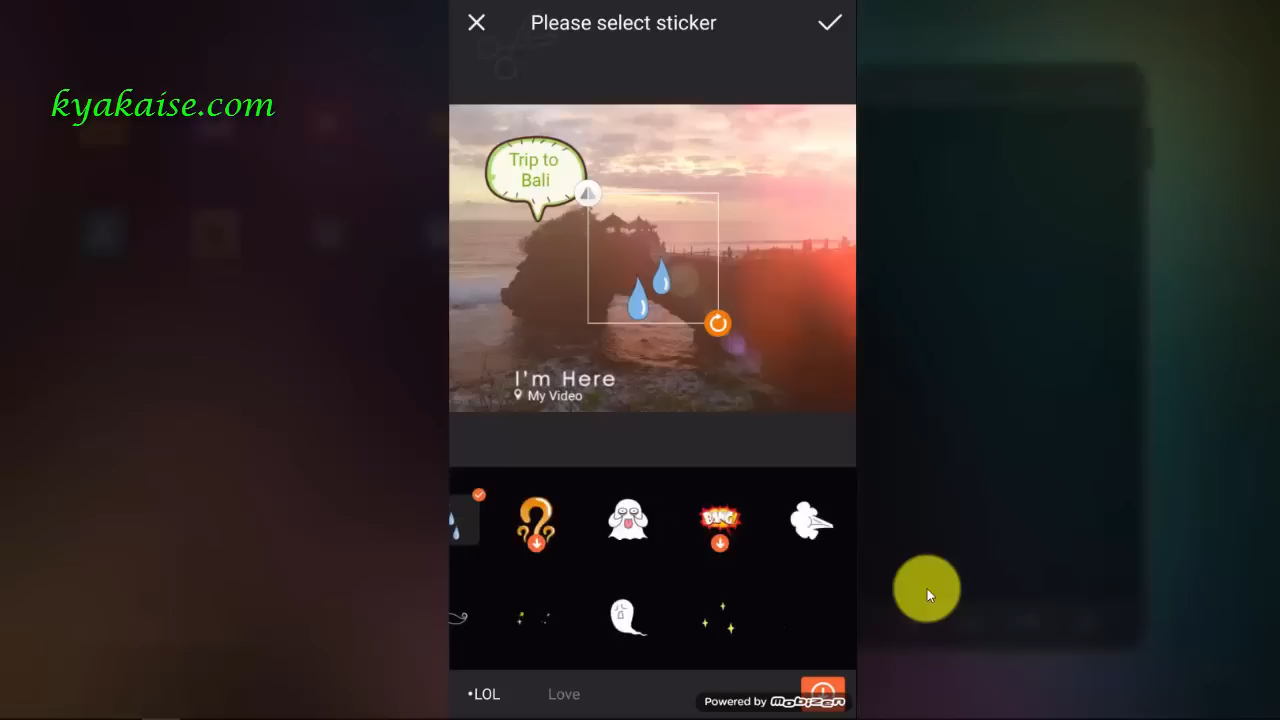 Please select sticker
kyakaise.com
Trip to
Bali
I'm Here
My Video
BANG!
•LOL
Love
Powered by Mobizen